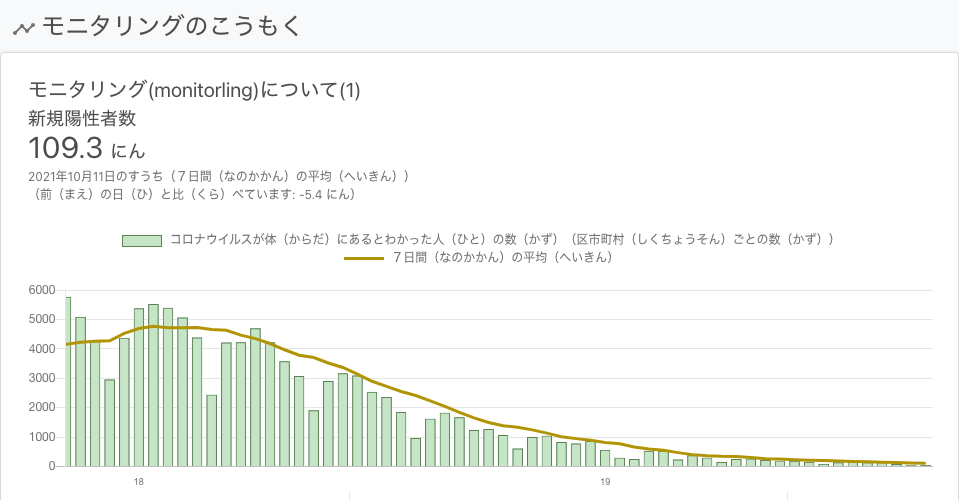 モニタリングのこうもく
モニタリング(monitorling)について(1)
新規陽性者数
109.3 にん
2021年10月11日のすうち（７日間（なのかかん）の平均（へいきん））
（前（まえ）の日（ひ）と比（くら）べています: -5.4 にん）
コロナウイルスが体（からだ）にあるとわかった人（ひと）の数（かず）（区市町村（しくちょうそん）ごとの数（かず））
７日間（なのかかん）の平均（へいきん）
6000
5000
4000
3000
2000
1000
0
18
19